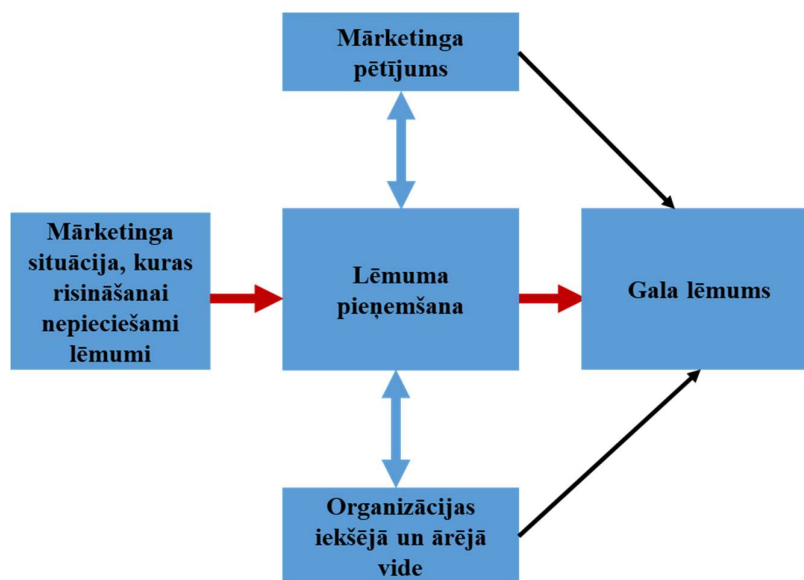 Mārketinga
pētījums
Mārketinga
situācija, kuras
risināšanai
nepieciešami
lēmumi
Lēmuma
pieņemšana
Gala lēmums
Organizācijas
iekšējā un ārējā
vide